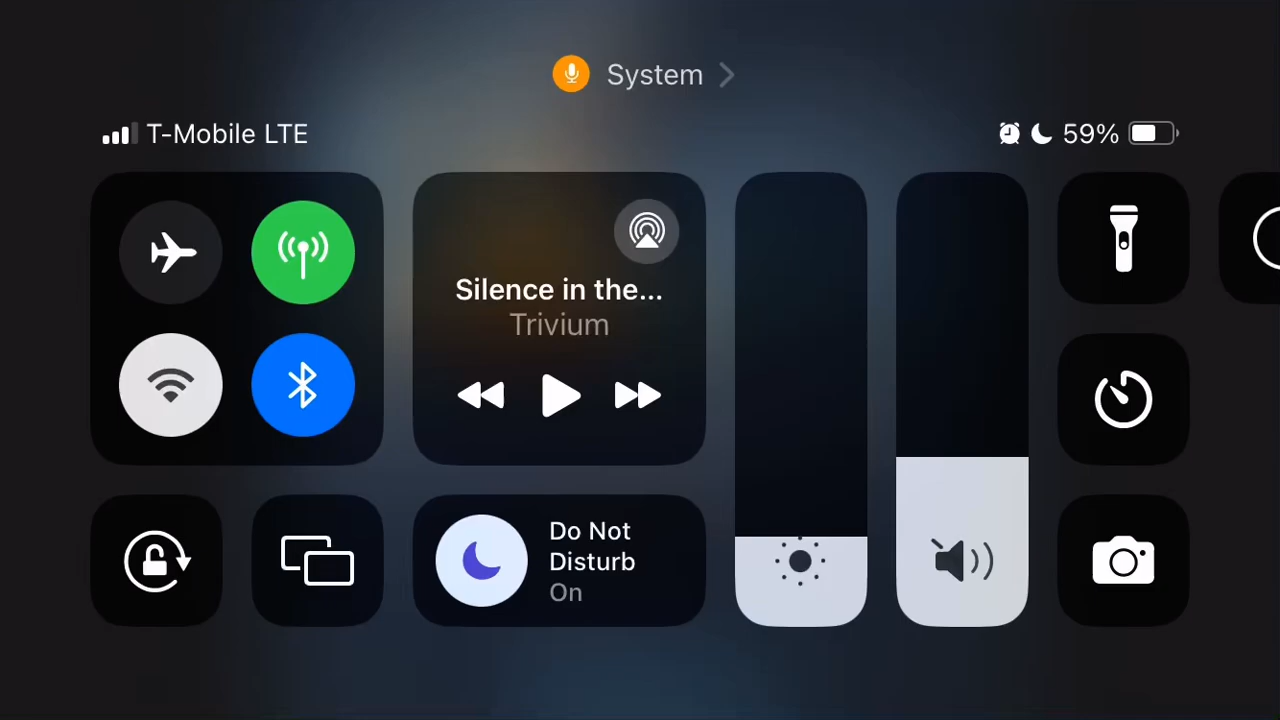 System
T-Mobile LTE
59%
Silence in the...
Trivium
Do Not
Disturb
On